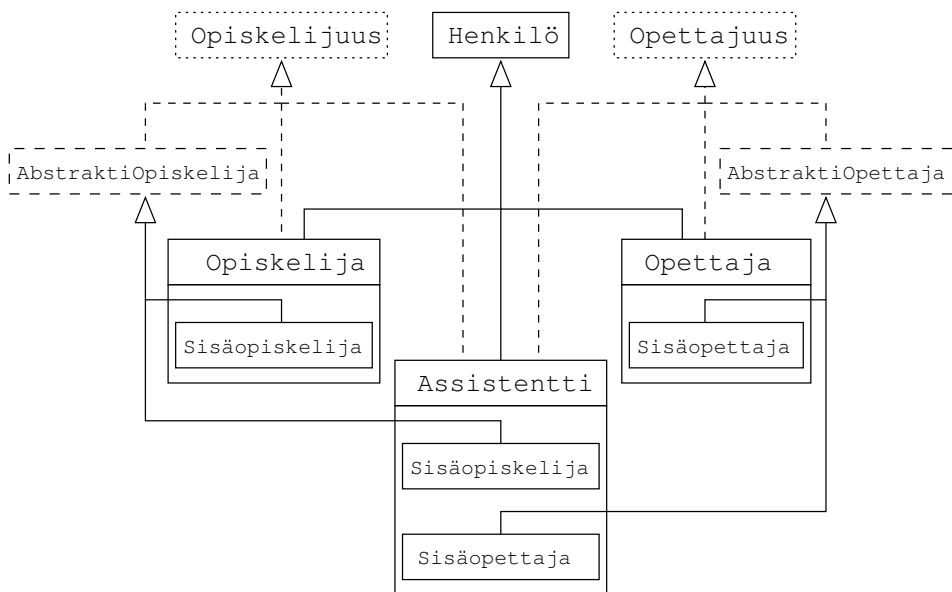 Opiskelijuus
Henkilö
Opettajuus
AbstraktiOpiskelija
AbstraktiOpettaja
Opiskelija
Opettaja
Sisäopiskelija
Sisäopettaja
Assistentti
Sisäopiskelija
Sisäopettaja